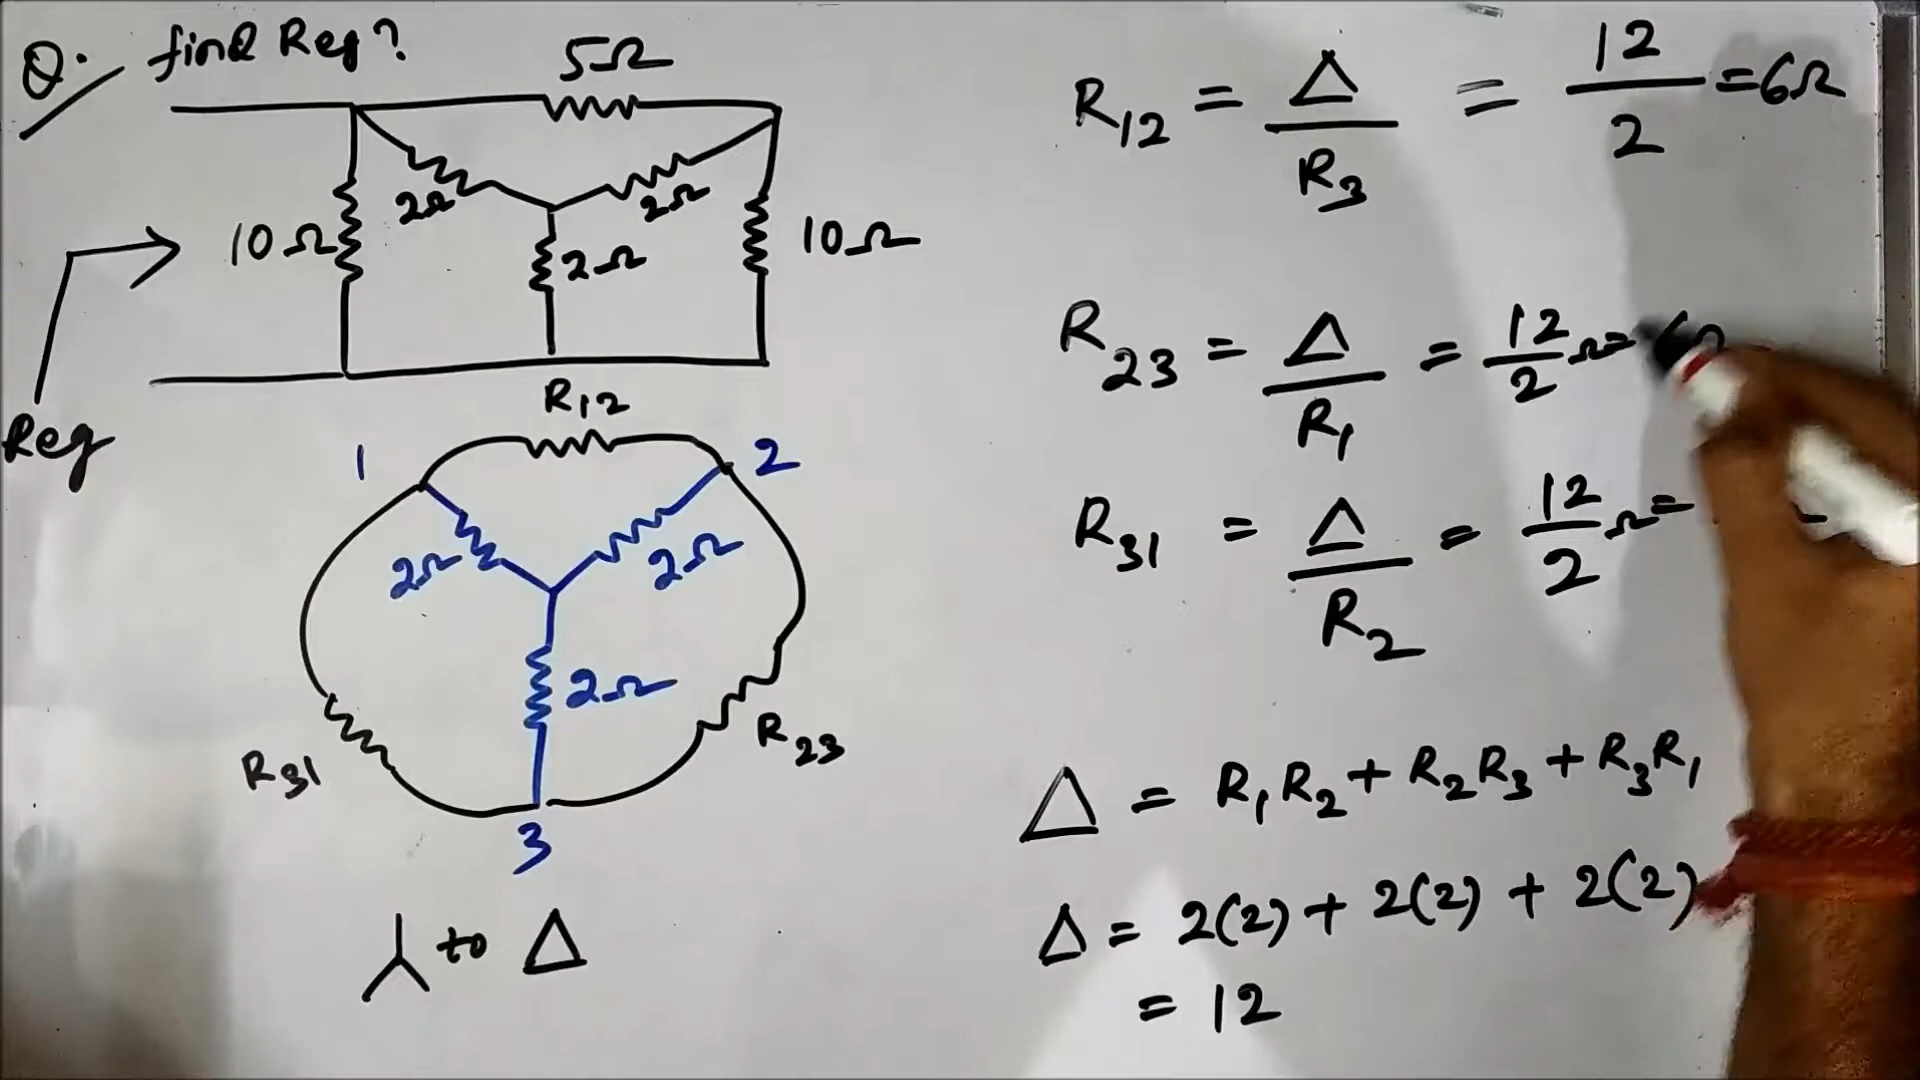 Q. find Req?
5Ω
2Ω
2Ω
10Ω
2Ω
10Ω
Req
R12
1
2
2Ω
2Ω
2Ω
R31
R23
3
⅄ to Δ
R12 = Δ/R3 = 12/2 = 6Ω
R23 = Δ/R1 = 12/2 Ω =
R31 = Δ/R2 = 12/2 Ω =
Δ = R1R2 + R2R3 + R3R1
Δ = 2(2) + 2(2) + 2(2)
= 12